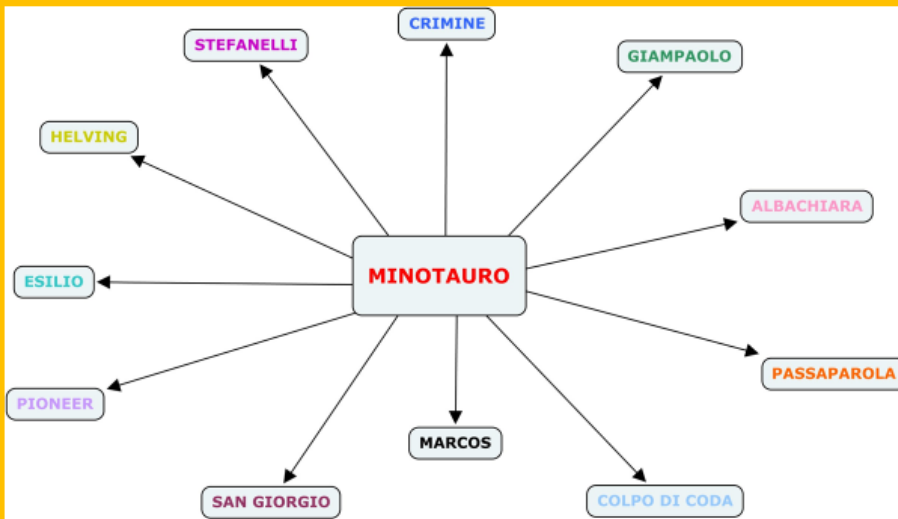 CRIMINE
STEFANELLI
GIAMPAOLO
HELVING
ALBACHIARA
MINOTAURO
ESILIO
PASSAPAROLA
PIONEER
MARCOS
SAN GIORGIO
COLPO DI CODA